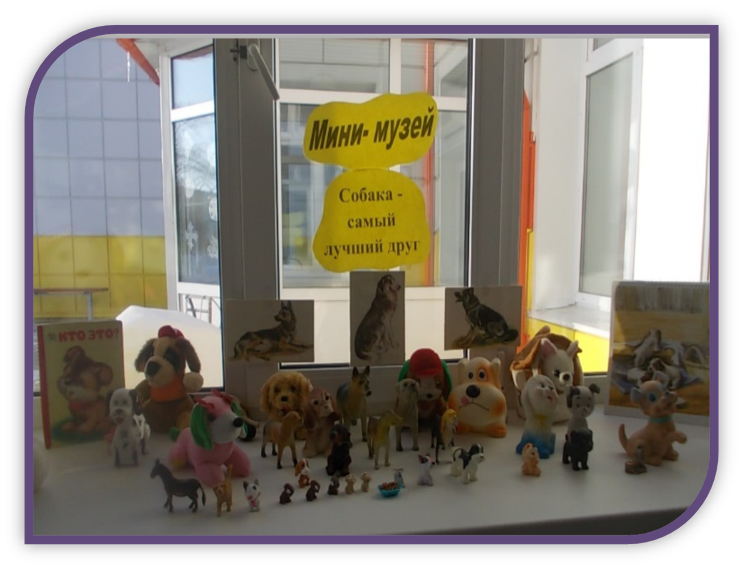 Мини- музей
Собака -
самый
лучший друг
КТО ЭТО?